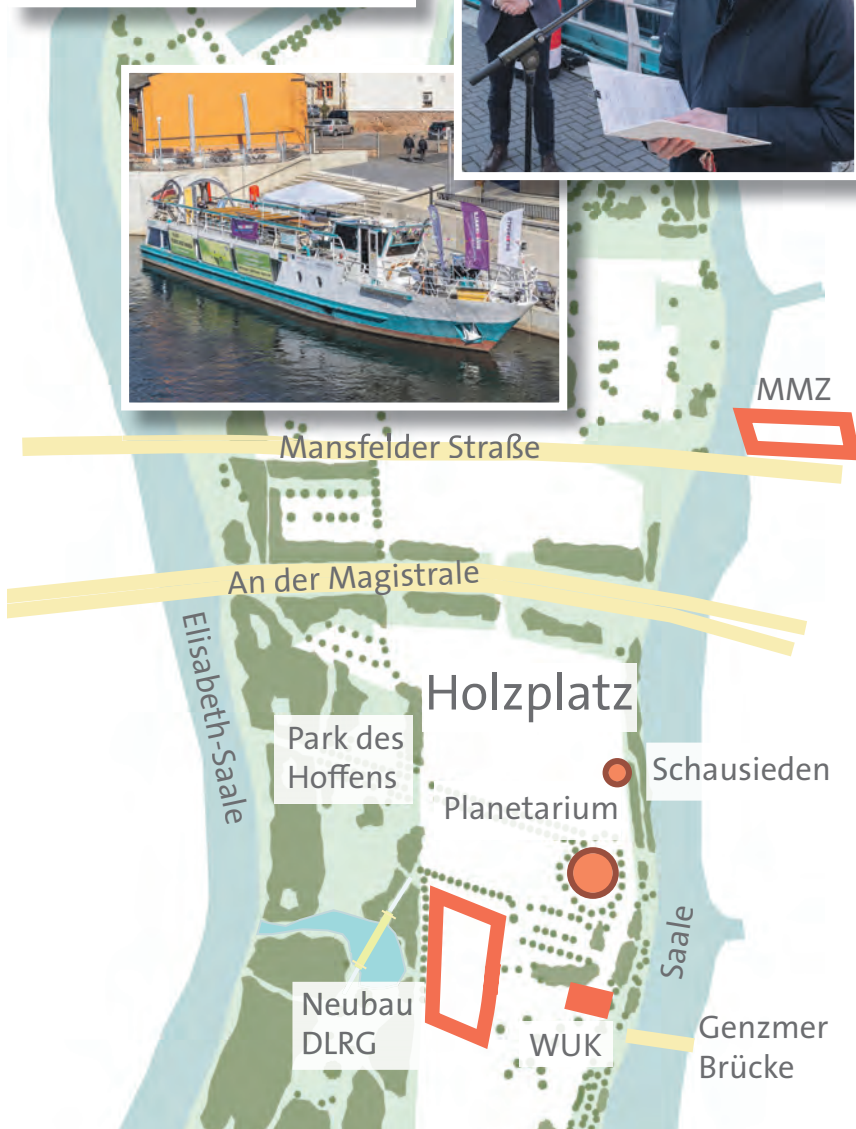 MMZ
Mansfelder Straße
An der Magistrale
Elisabeth-Saale
Holzplatz
Park des
Hoffens
Schausieden
Planetarium
Saale
Neubau
DLRG
WUK
Genzmer
Brücke